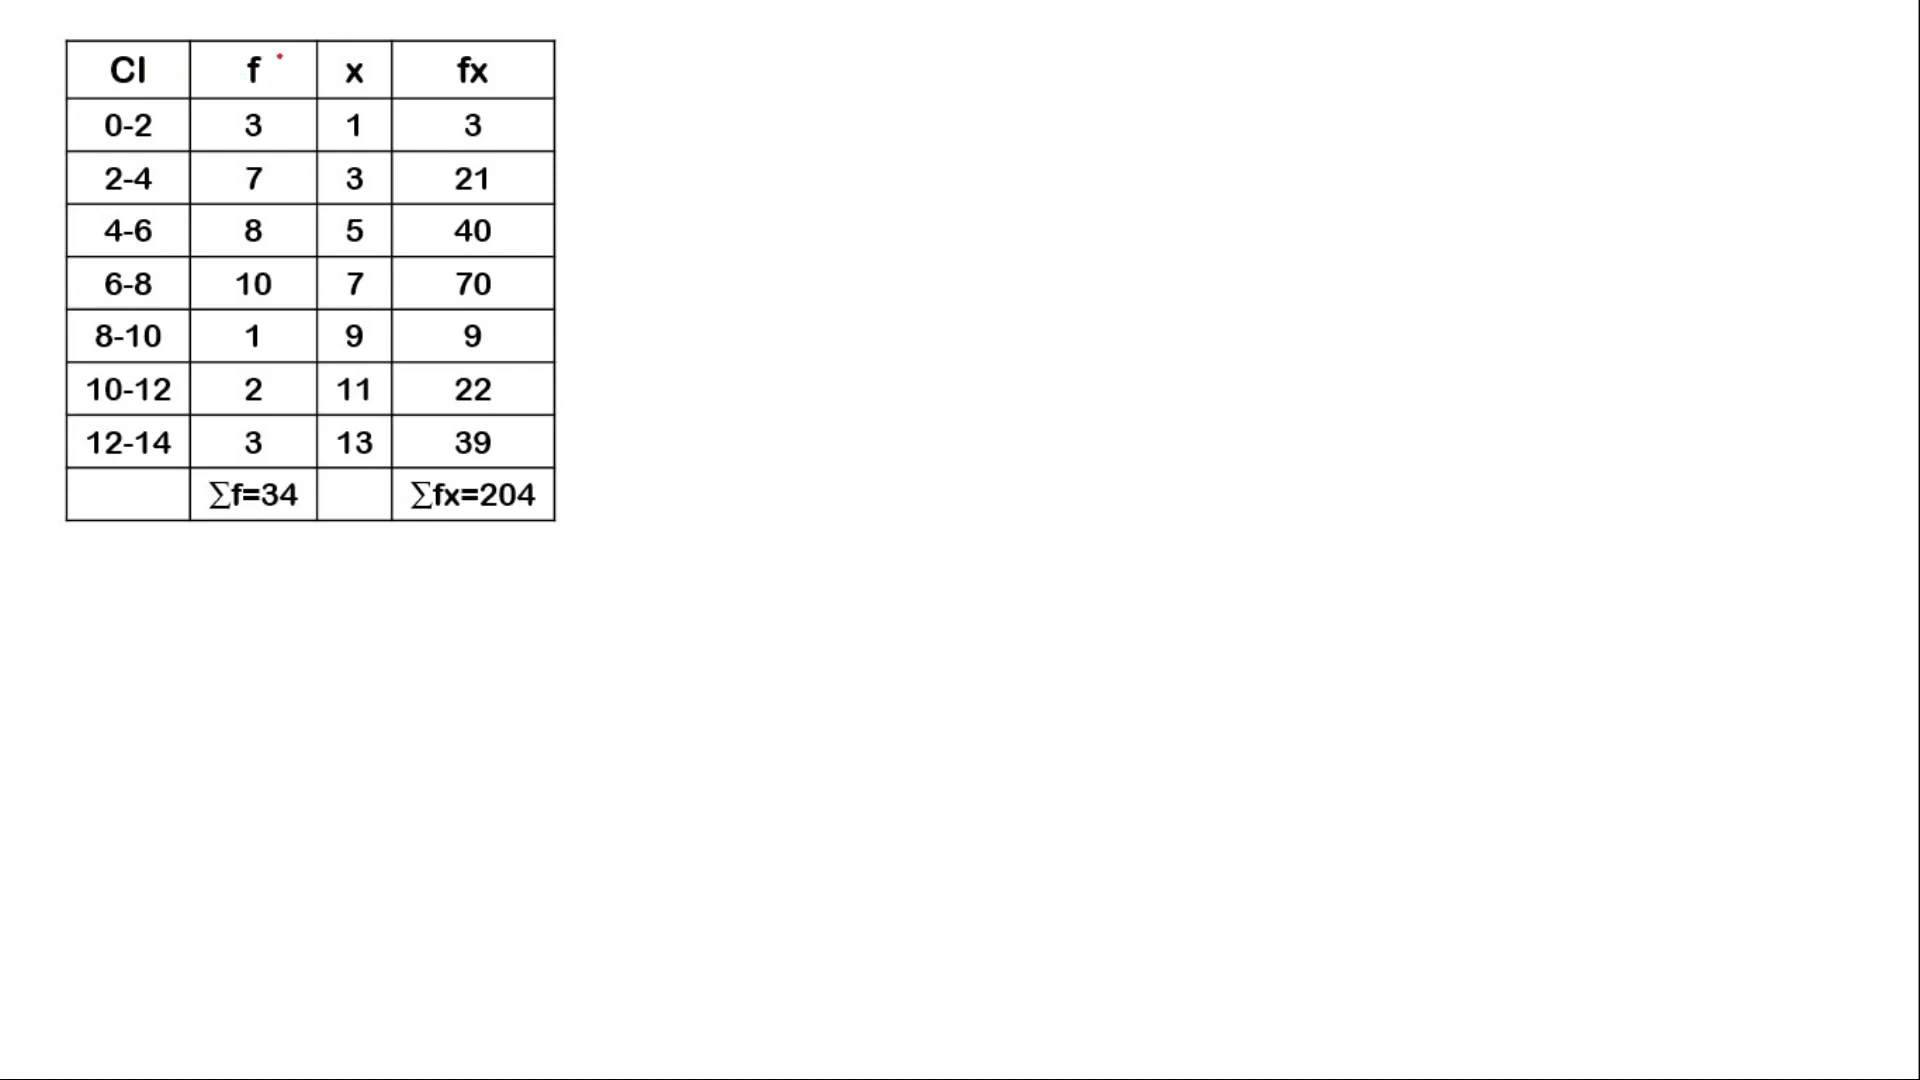 CI f x fx
0-2 3 1 3
2-4 7 3 21
4-6 8 5 40
6-8 10 7 70
8-10 1 9 9
10-12 2 11 22
12-14 3 13 39
∑f=34 ∑fx=204